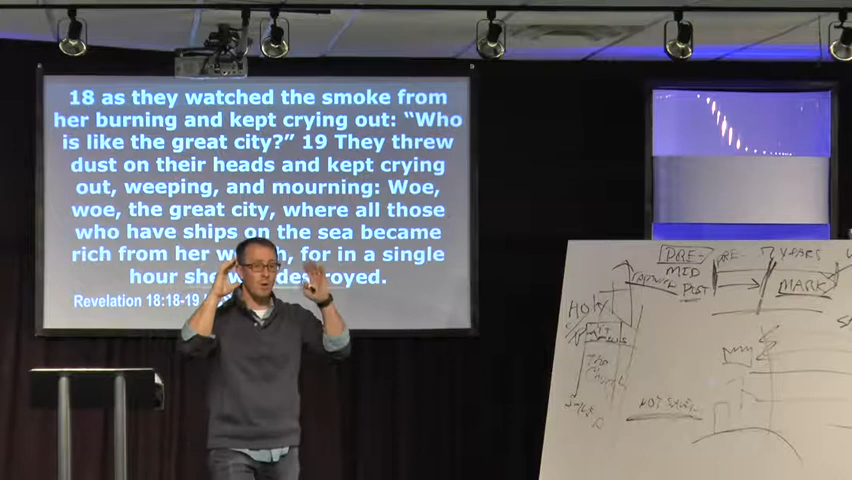 18 as they watched the smoke from
her burning and kept crying out: “Who
is like the great city?” 19 They threw
dust on their heads and kept crying
out, weeping, and mourning: Woe,
woe, the great city, where all those
who have ships on the sea became
rich from her for in a single
hour she destroyed.
Revelation 18:18-19
PRE- PRE- 7 YEARS
MID
RAPTURE POST MARK
HOLY
NOT SAVED